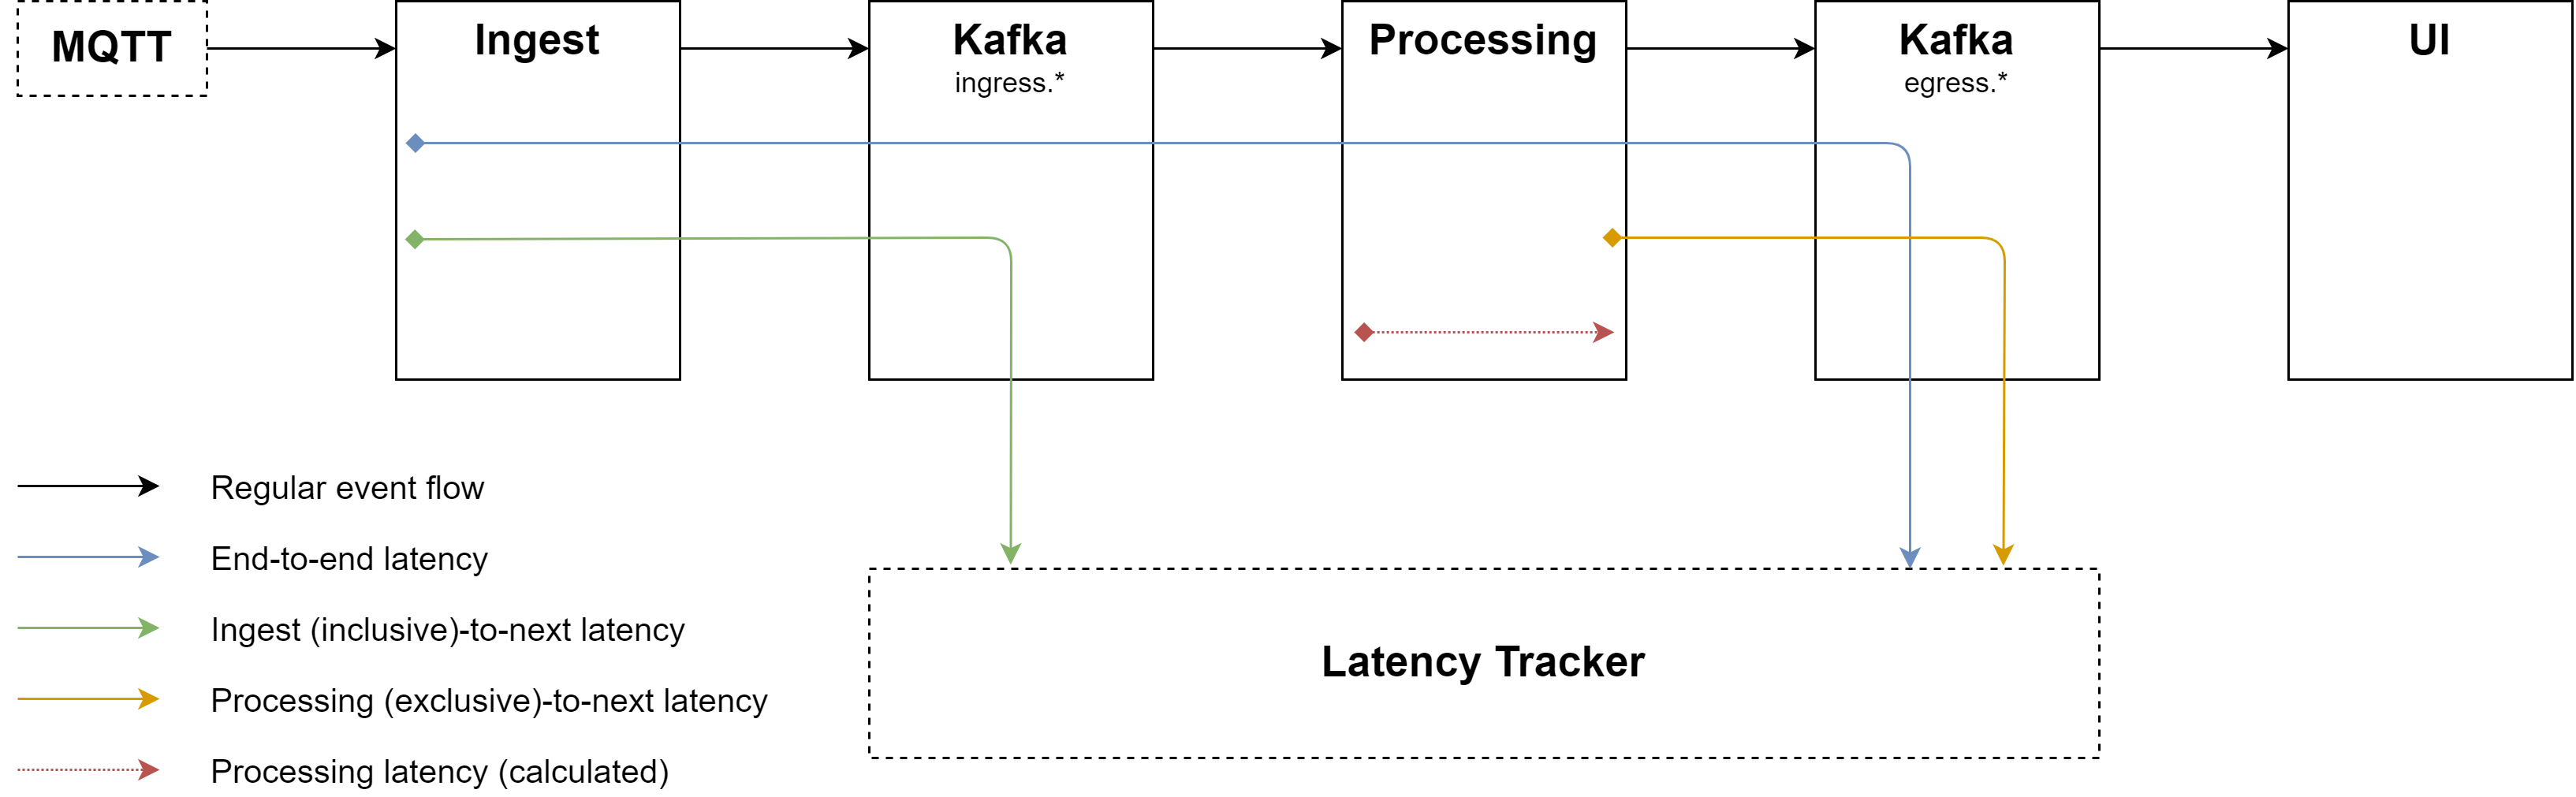 MQTT
Ingest
Kafka
ingress.*
Processing
Kafka
egress.*
UI
Regular event flow
End-to-end latency
Ingest (inclusive)-to-next latency
Processing (exclusive)-to-next latency
Processing latency (calculated)
Latency Tracker